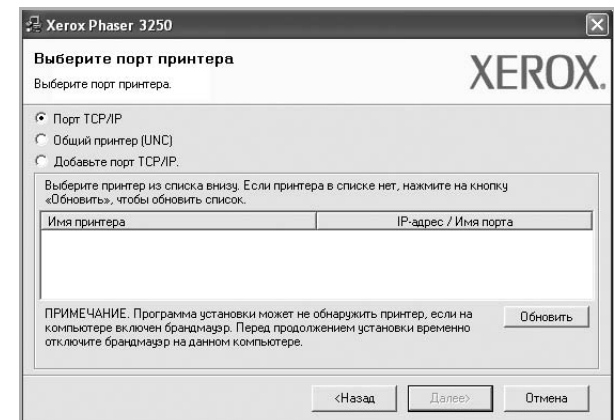 Xerox Phaser 3250
Выберите порт принтера
Выберите порт принтера.
XEROX.
Порт TCP/IP
Общий принтер (UNC)
Добавьте порт TCP/IP.
Выберите принтер из списка внизу. Если принтера в списке нет, нажмите на кнопку
«Обновить», чтобы обновить список.
Имя принтера IP-адрес / Имя порта
ПРИМЕЧАНИЕ. Программа установки может не обнаружить принтер, если на
компьютере включен брандмауэр. Перед продолжением установки временно
отключите брандмауэр на данном компьютере.
Обновить
<Назад Далее> Отмена